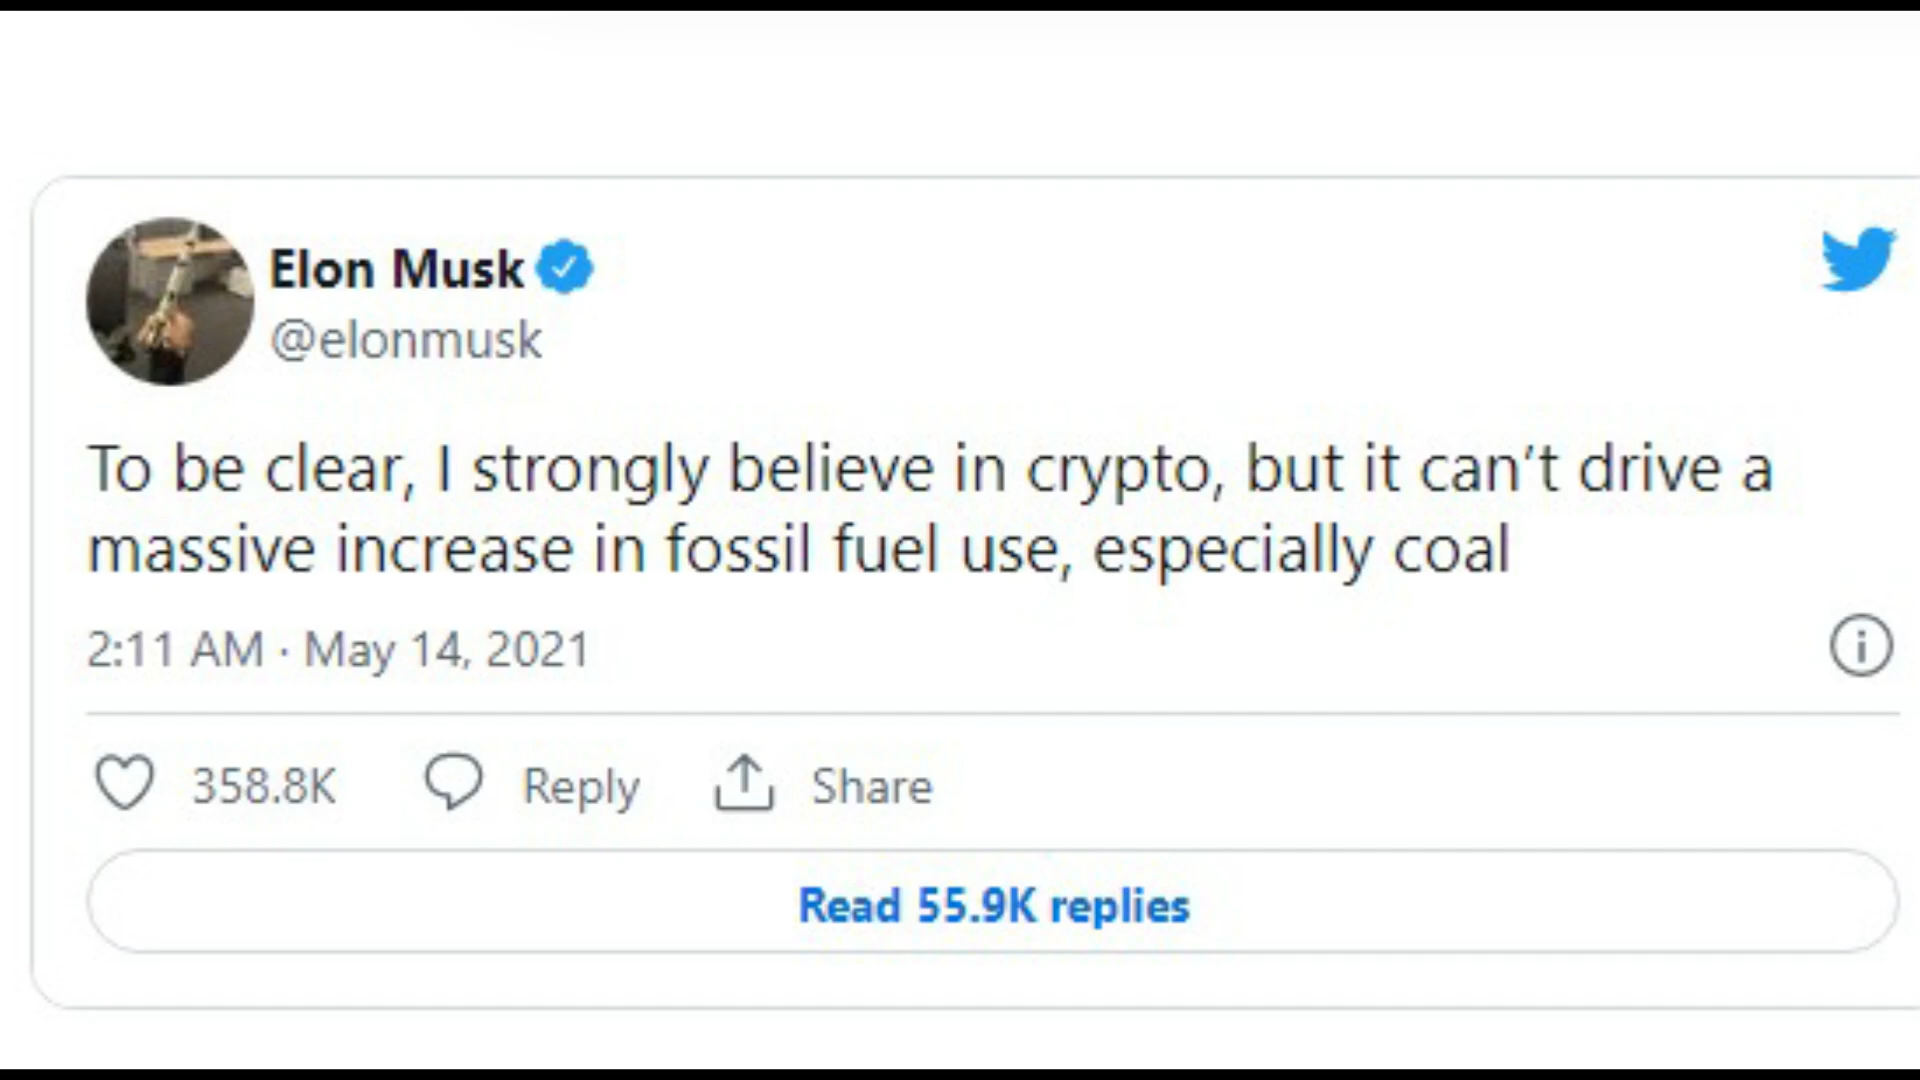 Elon Musk
@elonmusk
To be clear, I strongly believe in crypto, but it can’t drive a
massive increase in fossil fuel use, especially coal
2:11 AM · May 14, 2021
358.8K Reply Share
Read 55.9K replies